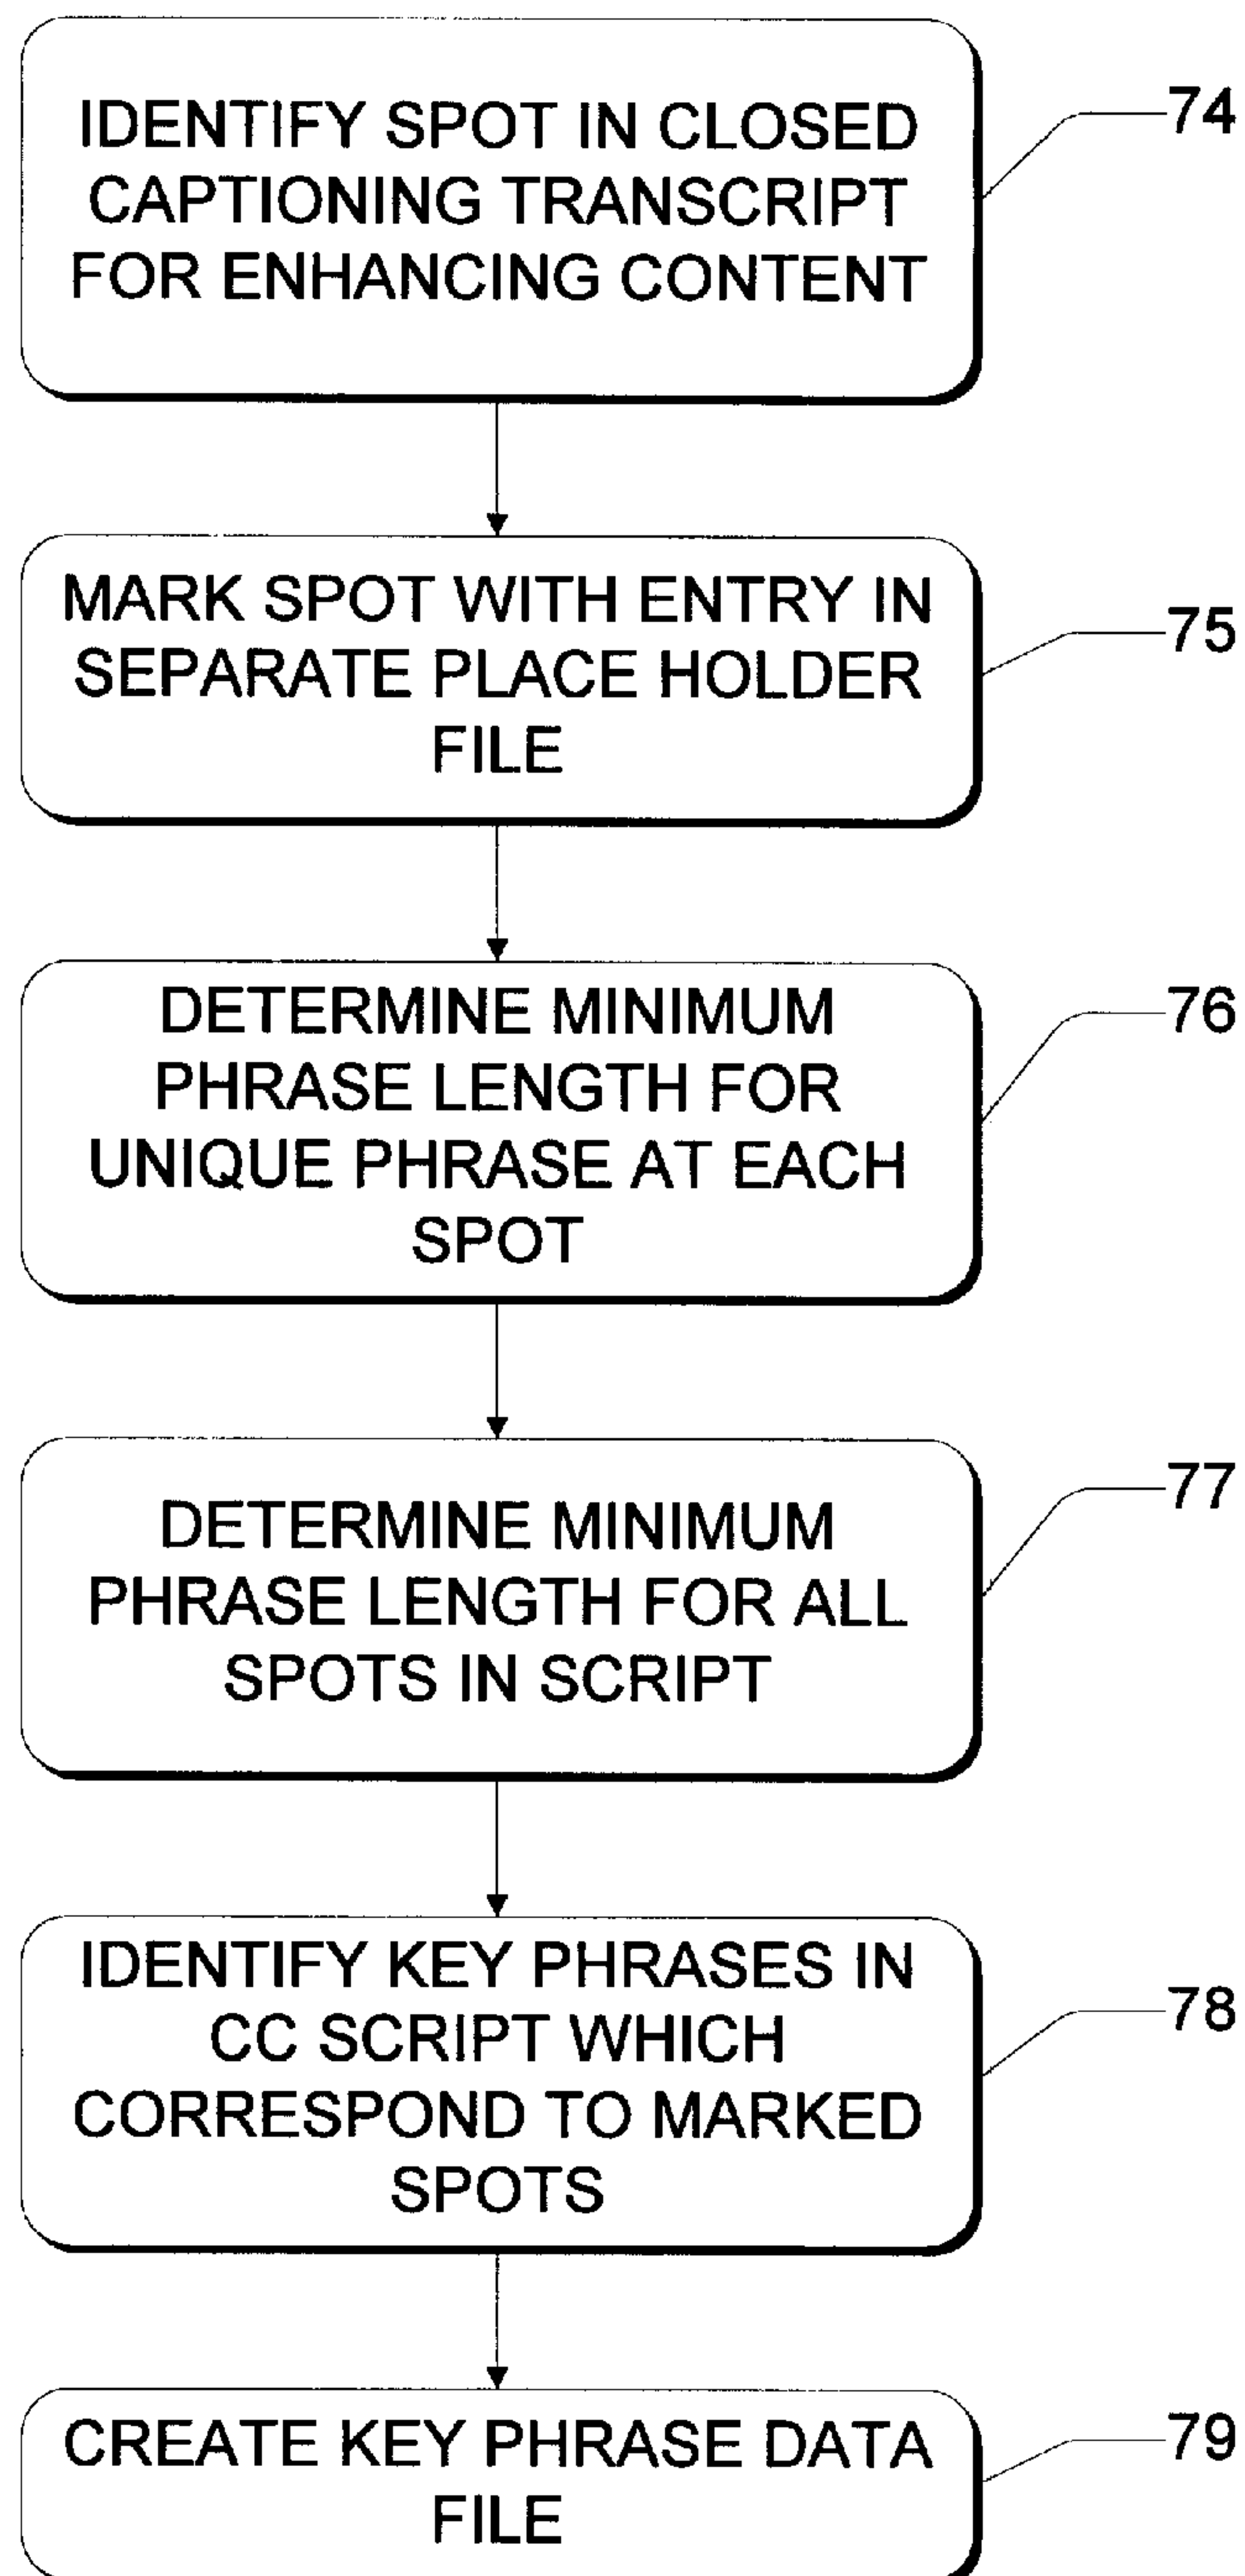 IDENTIFY SPOT IN CLOSED
CAPTIONING TRANSCRIPT
FOR ENHANCING CONTENT
74
MARK SPOT WITH ENTRY IN
SEPARATE PLACE HOLDER
FILE
75
DETERMINE MINIMUM
PHRASE LENGTH FOR
UNIQUE PHRASE AT EACH
SPOT
76
DETERMINE MINIMUM
PHRASE LENGTH FOR ALL
SPOTS IN SCRIPT
77
IDENTIFY KEY PHRASES IN
CC SCRIPT WHICH
CORRESPOND TO MARKED
SPOTS
78
CREATE KEY PHRASE DATA
FILE
79